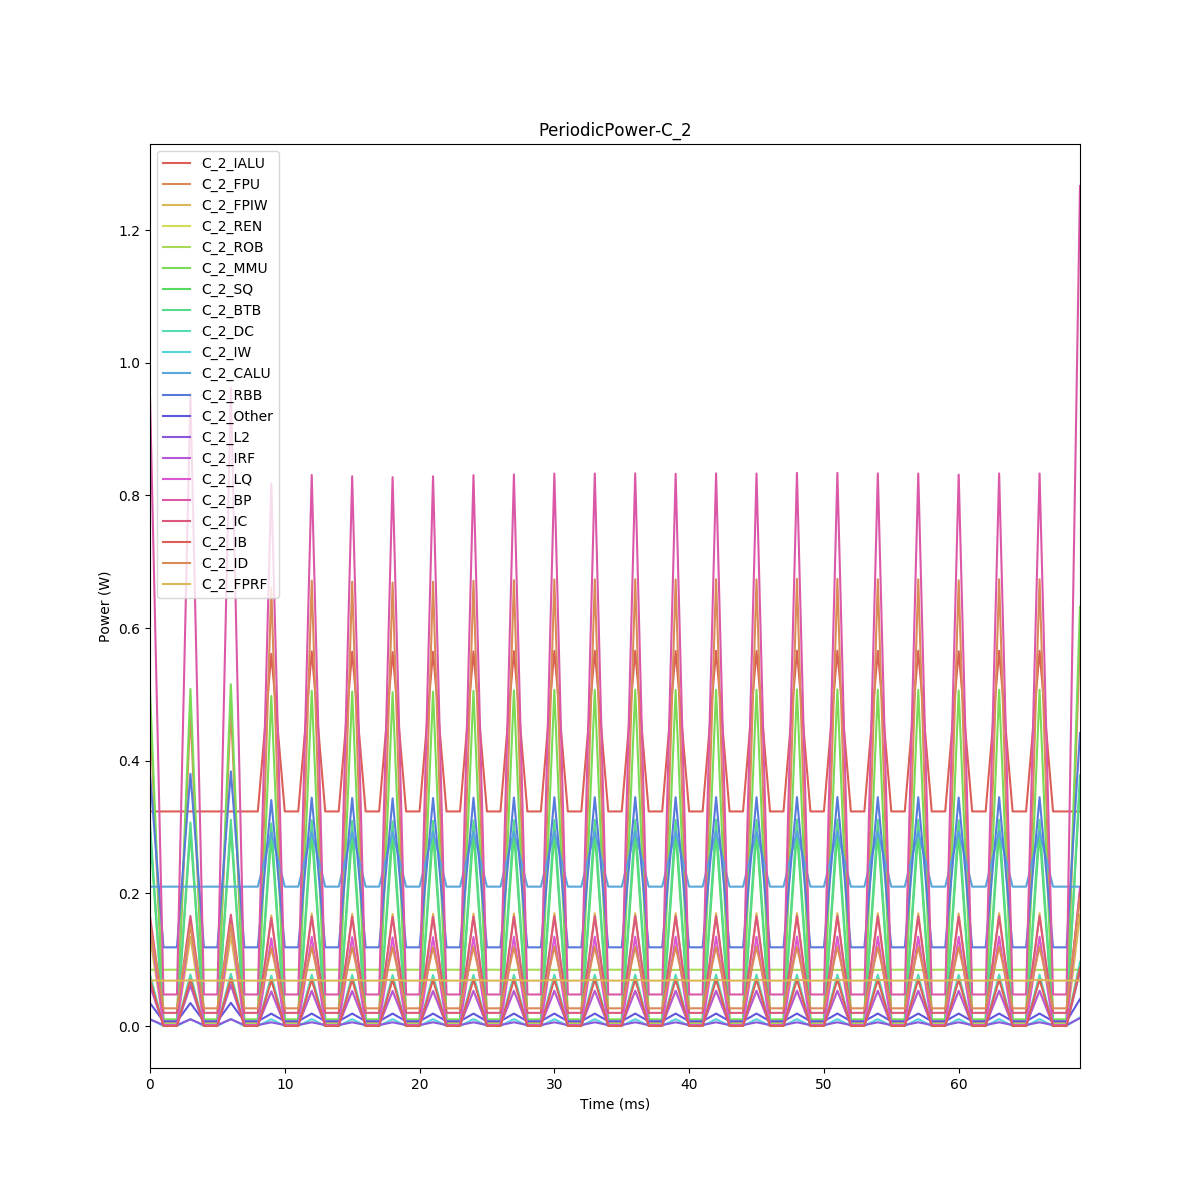 PeriodicPower-C_2
C_2_IALU
C_2_FPU
C_2_FPIW
C_2_REN
C_2_ROB
C_2_MMU
C_2_SQ
C_2_BTB
C_2_DC
C_2_IW
C_2_CALU
C_2_RBB
C_2_Other
C_2_L2
C_2_IRF
C_2_LQ
C_2_BP
C_2_IC
C_2_IB
C_2_ID
C_2_FPRF
1.2
1.0
0.8
0.6
0.4
0.2
0.0
Power (W)
0 10 20 30 40 50 60
Time (ms)